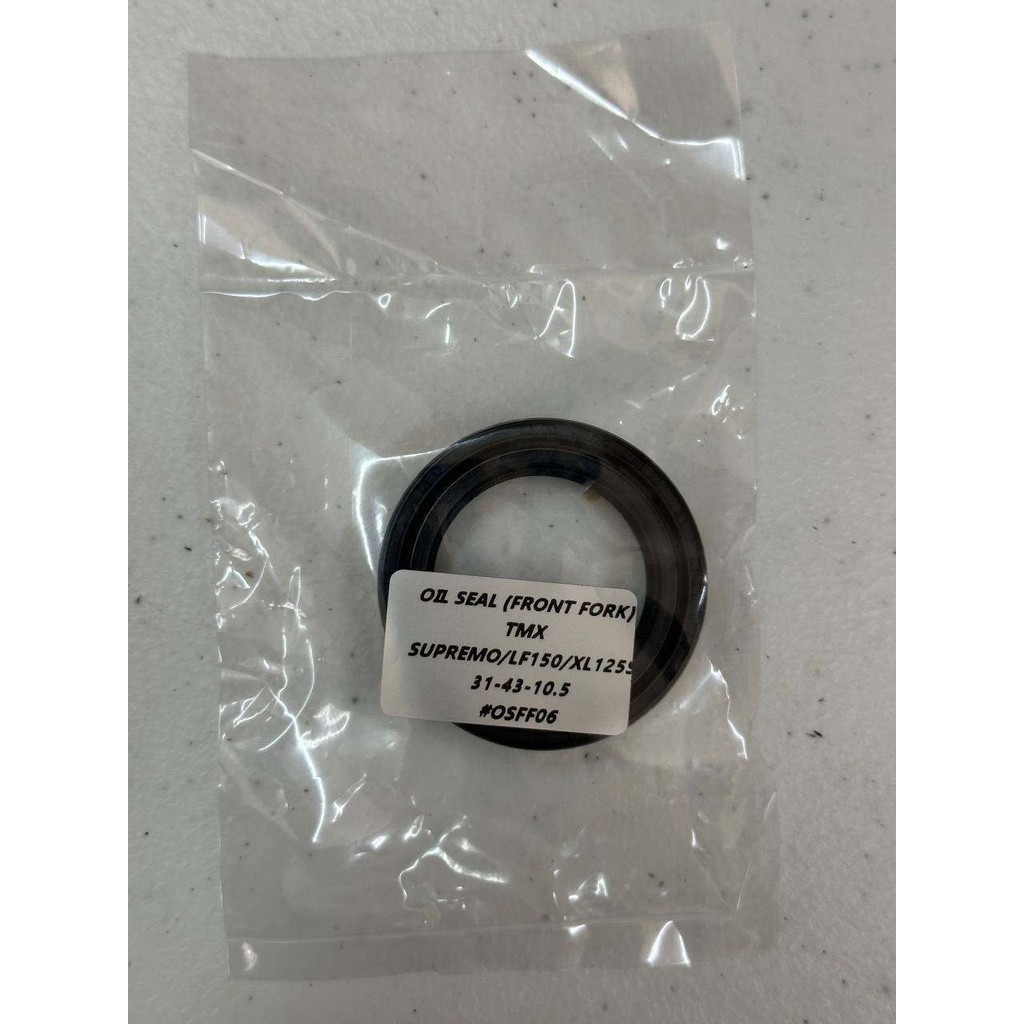 OIL SEAL (FRONT FORK)
TMX
SUPREMO/LF150/XL125S
31-43-10.5
#OSFF06